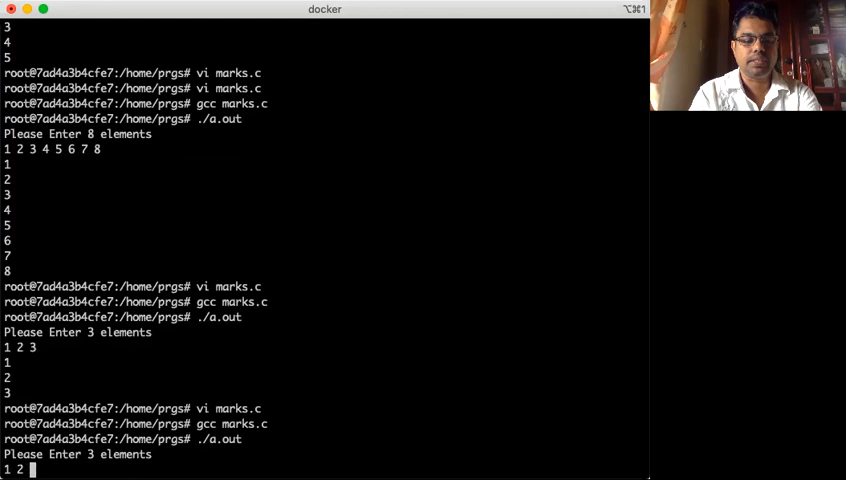 docker
⌥⌘1
3
4
5
root@7ad4a3b4cfe7:/home/prgs# vi marks.c
root@7ad4a3b4cfe7:/home/prgs# vi marks.c
root@7ad4a3b4cfe7:/home/prgs# gcc marks.c
root@7ad4a3b4cfe7:/home/prgs# ./a.out
Please Enter 8 elements
1 2 3 4 5 6 7 8
1
2
3
4
5
6
7
8
root@7ad4a3b4cfe7:/home/prgs# vi marks.c
root@7ad4a3b4cfe7:/home/prgs# gcc marks.c
root@7ad4a3b4cfe7:/home/prgs# ./a.out
Please Enter 3 elements
1 2 3
1
2
3
root@7ad4a3b4cfe7:/home/prgs# vi marks.c
root@7ad4a3b4cfe7:/home/prgs# gcc marks.c
root@7ad4a3b4cfe7:/home/prgs# ./a.out
Please Enter 3 elements
1 2